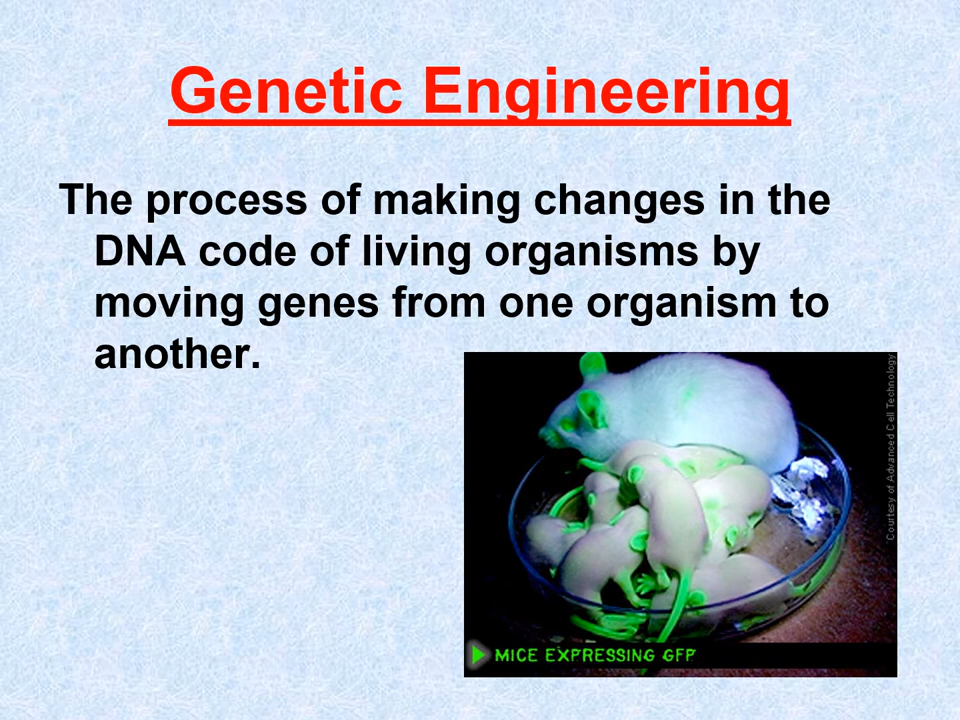 Genetic Engineering
The process of making changes in the
DNA code of living organisms by
moving genes from one organism to
another.
Courtesy of Advanced Cell Technology
MICE EXPRESSING GFP